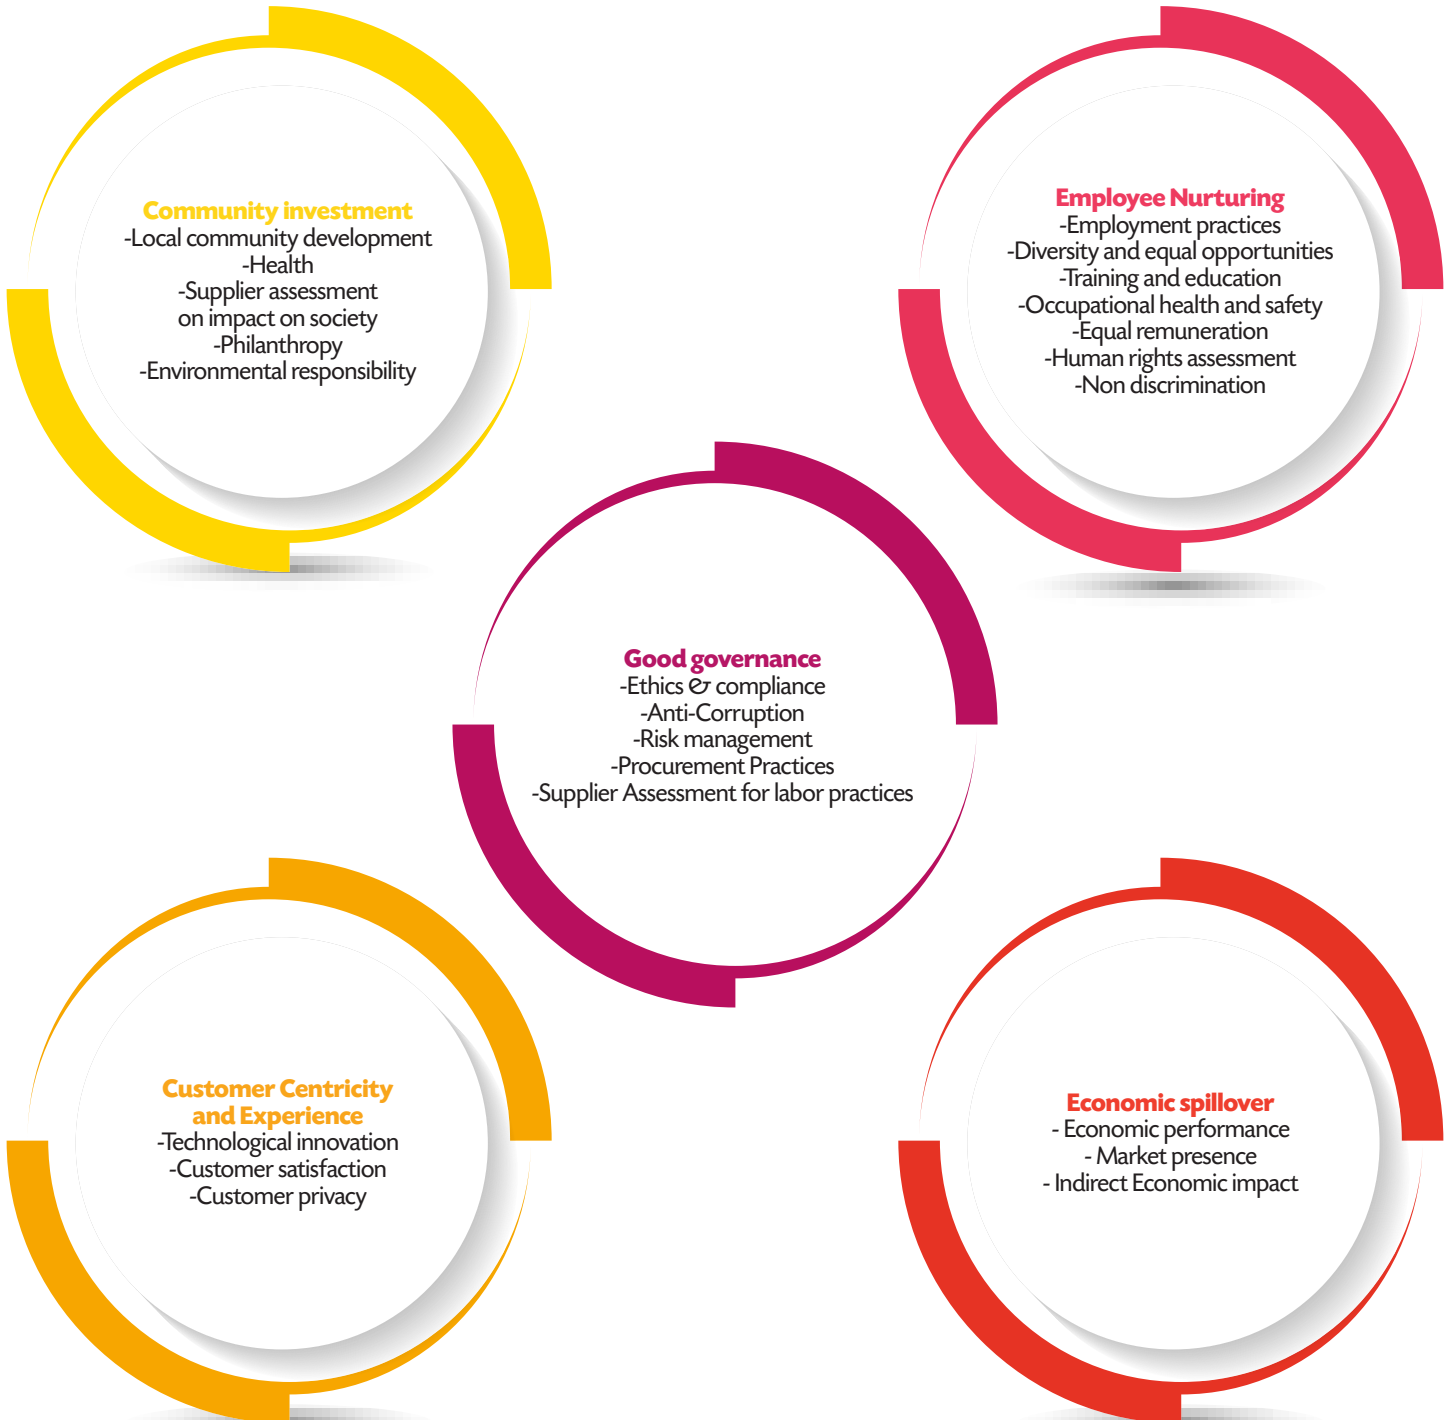 Community investment
-Local community development
-Health
-Supplier assessment
on impact on society
-Philanthropy
-Environmental responsibility
Employee Nurturing
-Employment practices
-Diversity and equal opportunities
-Training and education
-Occupational health and safety
-Equal remuneration
-Human rights assessment
-Non discrimination
Good governance
-Ethics & compliance
-Anti-Corruption
-Risk management
-Procurement Practices
-Supplier Assessment for labor practices
Customer Centricity
and Experience
-Technological innovation
-Customer satisfaction
-Customer privacy
Economic spillover
- Economic performance
- Market presence
- Indirect Economic impact